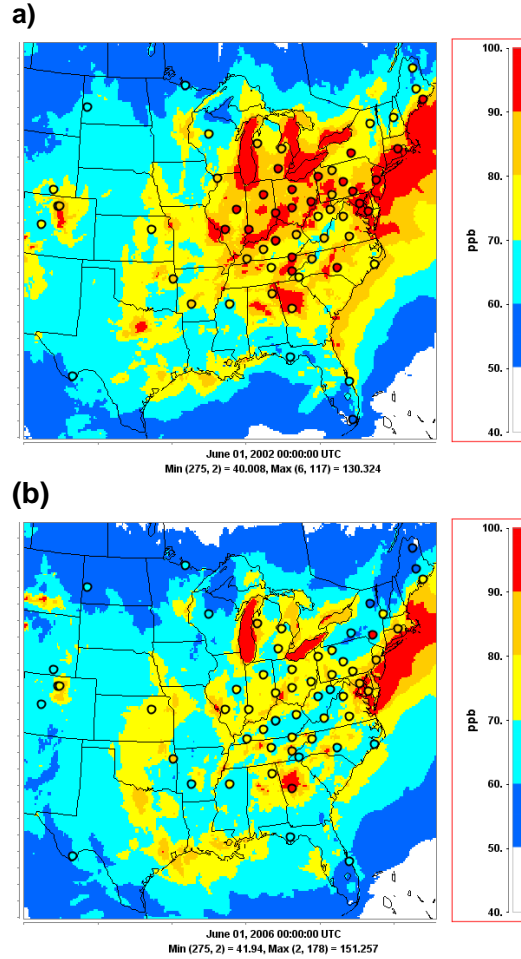 a)
100.
90.
80.
ppb
70.
60.
50.
40.
June 01, 2002 00:00:00 UTC
Min (275, 2) = 40.008, Max (6, 117) = 130.324
(b)
100.
90.
80.
ppb
70.
60.
50.
40.
June 01, 2006 00:00:00 UTC
Min (275, 2) = 41.94, Max (2, 178) = 151.257